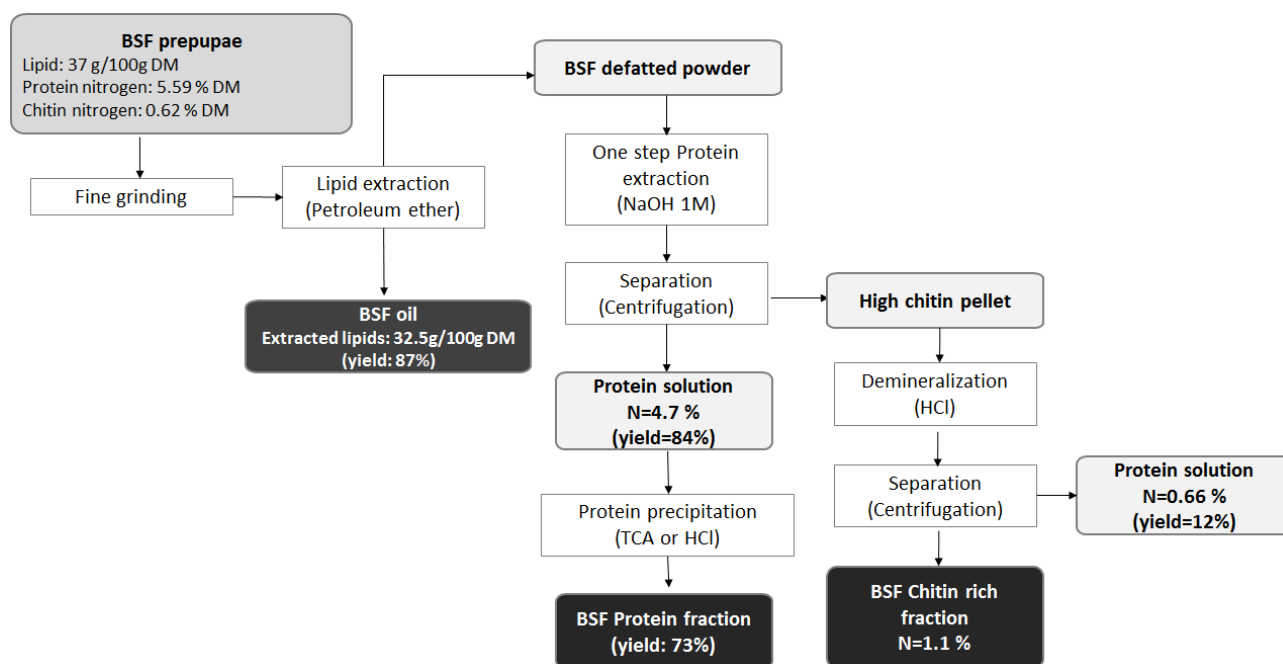 BSF prepupae
Lipid: 37 g/100g DM
Protein nitrogen: 5.59 % DM
Chitin nitrogen: 0.62 % DM
Fine grinding
Lipid extraction
(Petroleum ether)
BSF oil
Extracted lipids: 32.5g/100g DM
(yield: 87%)
BSF defatted powder
One step Protein
extraction
(NaOH 1M)
Separation
(Centrifugation)
Protein solution
N=4.7 %
(yield=84%)
Protein precipitation
(TCA or HCl)
BSF Protein fraction
(yield: 73%)
High chitin pellet
Demineralization
(HCl)
Separation
(Centrifugation)
Protein solution
N=0.66 %
(yield=12%)
BSF Chitin rich
fraction
N=1.1 %